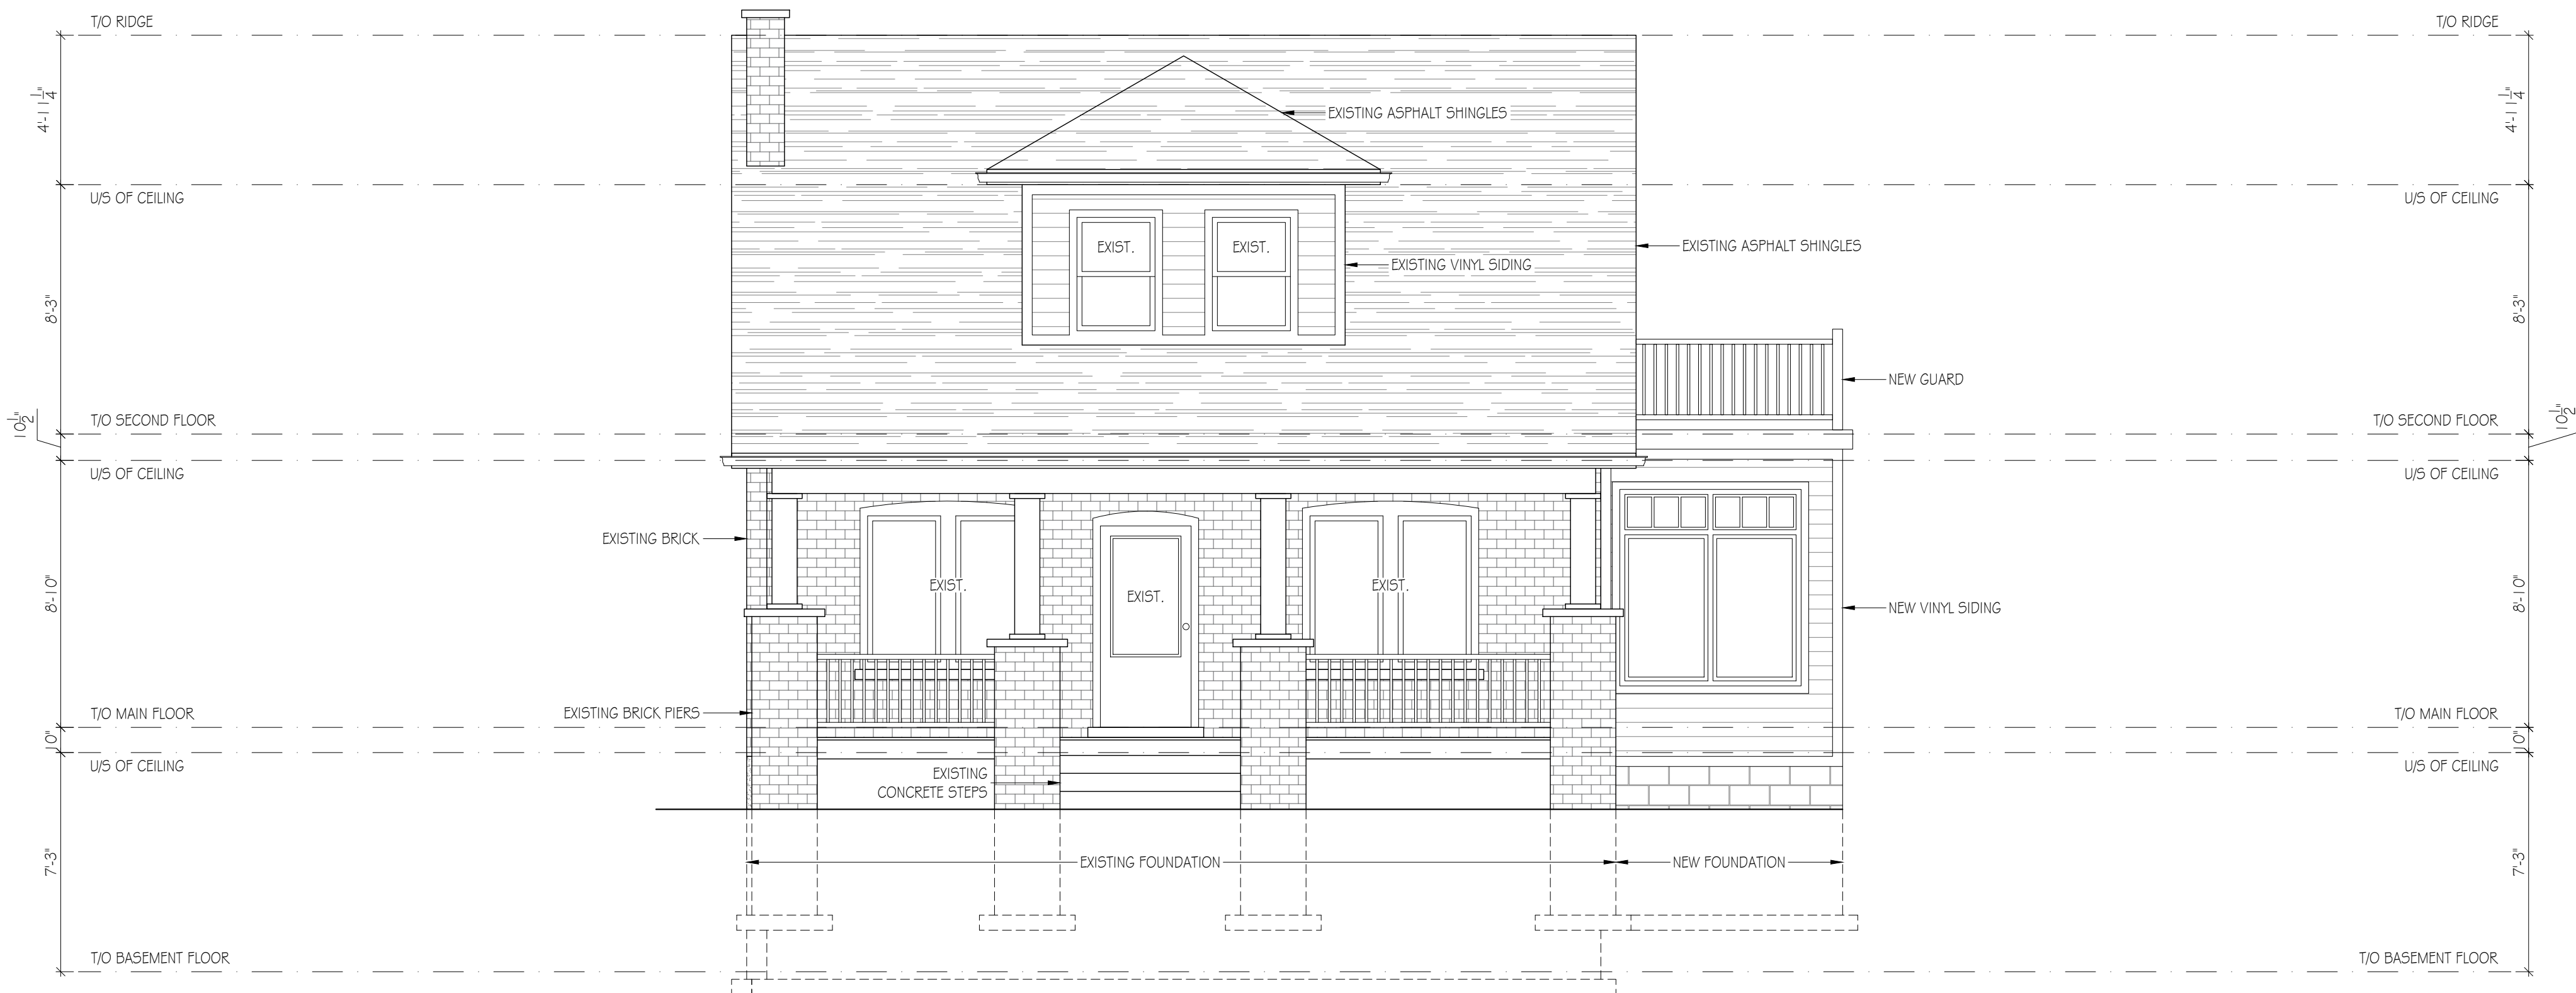 T/O RIDGE
T/O RIDGE
4'-11 1/4"
4'-11 1/4"
EXISTING ASPHALT SHINGLES
U/S OF CEILING
U/S OF CEILING
EXIST.
EXIST.
EXISTING ASPHALT SHINGLES
EXISTING VINYL SIDING
8'-3"
8'-3"
NEW GUARD
T/O SECOND FLOOR
T/O SECOND FLOOR
10 1/2"
10 1/2"
U/S OF CEILING
U/S OF CEILING
EXISTING BRICK
EXIST.
EXIST.
EXIST.
8'-10"
8'-10"
NEW VINYL SIDING
EXISTING BRICK PIERS
T/O MAIN FLOOR
T/O MAIN FLOOR
10"
10"
U/S OF CEILING
U/S OF CEILING
EXISTING
CONCRETE STEPS
7'-3"
7'-3"
EXISTING FOUNDATION
NEW FOUNDATION
T/O BASEMENT FLOOR
T/O BASEMENT FLOOR